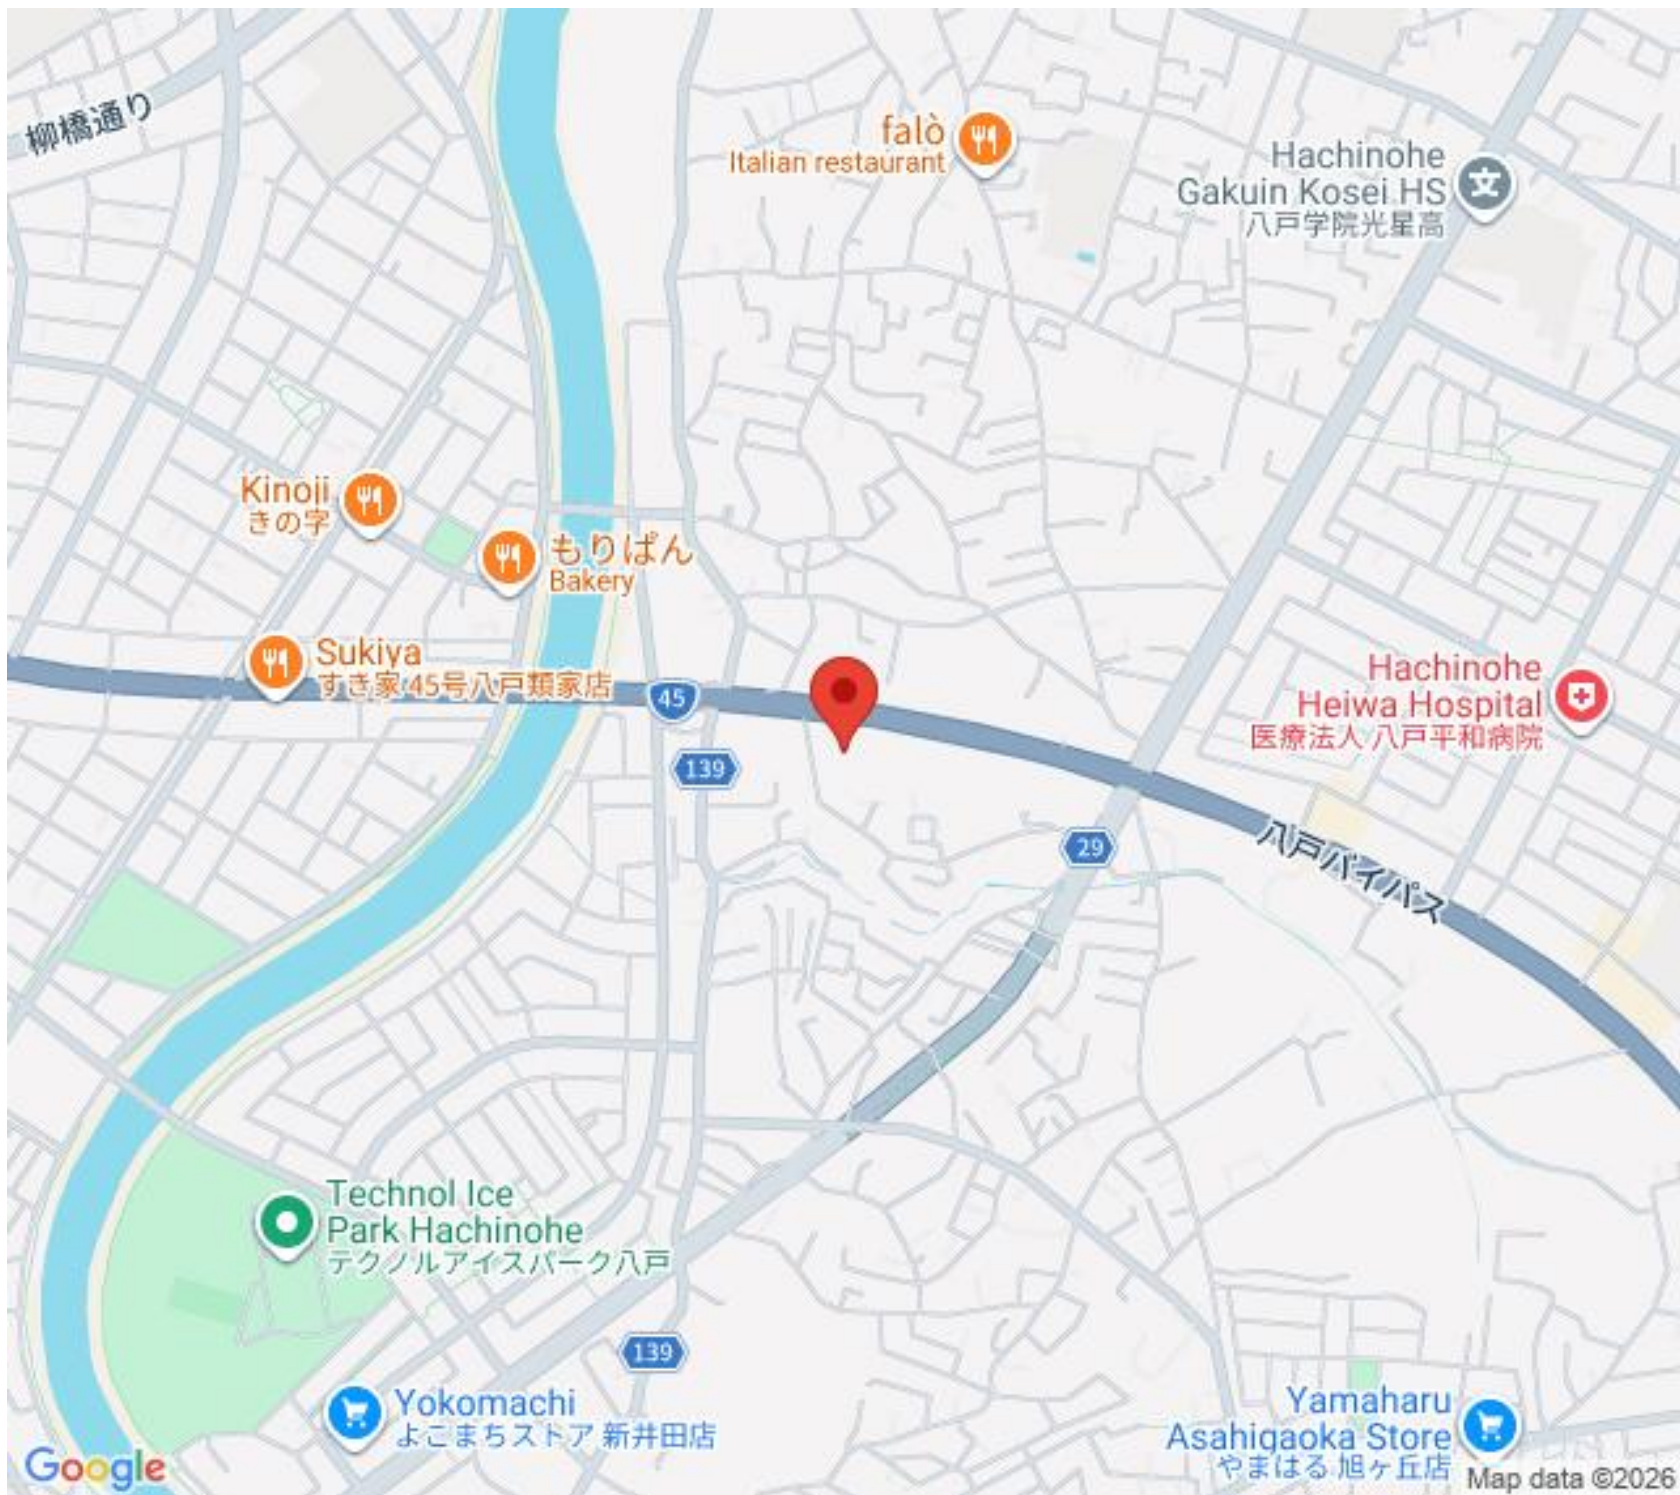 柳橋通り
falò
Italian restaurant
Hachinohe
Gakuin Kosei HS
八戸学院光星高
Kinoji
きの字
もりぱん
Bakery
Sukiya
すき家 45号八戸類家店
45
Hachinohe
Heiwa Hospital
医療法人 八戸平和病院
139
29
八戸バイパス
Technol Ice
Park Hachinohe
テクノルアイスパーク八戸
139
Yokomachi
よこまちストア 新井田店
Yamaharu
Asahigaoka Store
やまはる 旭ヶ丘店
Google
Map data ©2026